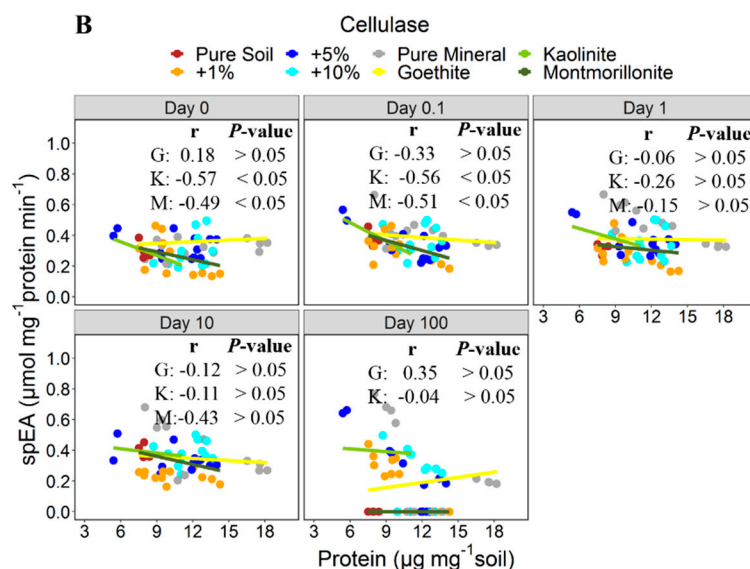 B Cellulase
Pure Soil +5% Pure Mineral Kaolinite
+1% +10% Goethite Montmorillonite
Day 0 Day 0.1 Day 1
r P-value r P-value r P-value
G: 0.18 > 0.05 G: -0.33 > 0.05 G: -0.06 > 0.05
K: -0.57 < 0.05 K: -0.56 < 0.05 K: -0.26 > 0.05
M: -0.49 < 0.05 M: -0.51 < 0.05 M: -0.15 > 0.05
1.0
0.8
0.6
0.4
0.2
0.0
3 6 9 12 15 18
Day 10 Day 100
r P-value r P-value
G: -0.12 > 0.05 G: 0.35 > 0.05
K: -0.11 > 0.05 K: -0.04 > 0.05
M: -0.43 > 0.05
1.0
0.8
0.6
0.4
0.2
0.0
3 6 9 12 15 18 3 6 9 12 15 18
spEA (µmol mg⁻¹ protein min⁻¹)
Protein (µg mg⁻¹ soil)